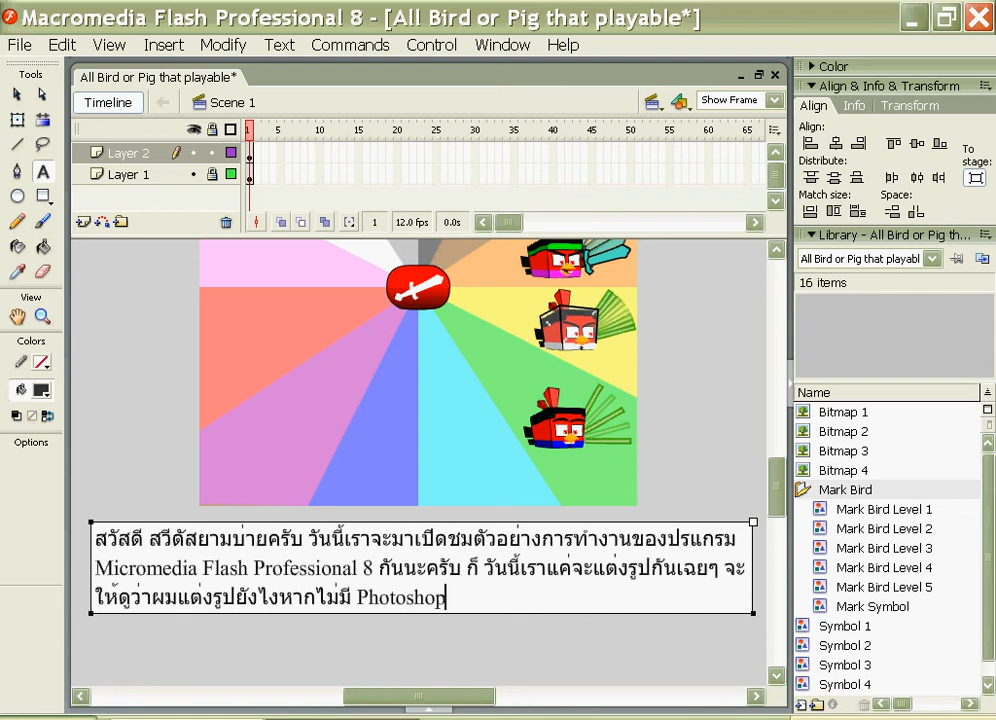 Macromedia Flash Professional 8 - [All Bird or Pig that playable*]
File Edit View Insert Modify Text Commands Control Window Help
Tools
View
Colors
Options
All Bird or Pig that playable*
Timeline
Scene 1
Show Frame
1 5 10 15 20 25 30 35 40 45 50 55 60 65
Layer 2
Layer 1
1 12.0 fps 0.0s
สวัสดี สวีดัสยามบ่ายครับ วันนี้เราจะมาเปิดชมตัวอย่างการทำงานของปรแกรม
Micromedia Flash Professional 8 กันนะครับ ก็ วันนี้เราแค่จะแต่งรูปกันเฉยๆ จะ
ให้ดูว่าผมแต่งรูปยังไงหากไม่มี Photoshop
Color
Align & Info & Transform
Align Info Transform
Align:
Distribute:
Match size: Space:
To
stage:
Library - All Bird or Pig th...
All Bird or Pig that playabl
16 items
Name
Bitmap 1
Bitmap 2
Bitmap 3
Bitmap 4
Mark Bird
Mark Bird Level 1
Mark Bird Level 2
Mark Bird Level 3
Mark Bird Level 4
Mark Bird Level 5
Mark Symbol
Symbol 1
Symbol 2
Symbol 3
Symbol 4